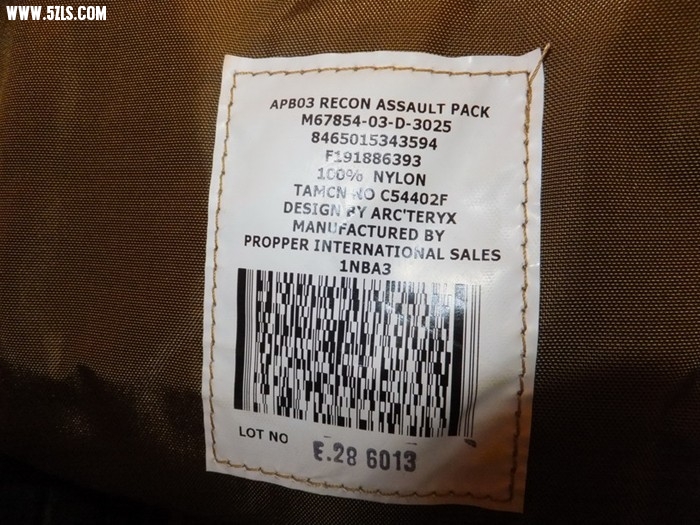 WWW.5ZLS.COM
APB03 RECON ASSAULT PACK
M67854-03-D-3025
8465015343594
F191886393
100% NYLON
TAMCN NO C54402F
DESIGN BY ARC'TERYX
MANUFACTURED BY
PROPPER INTERNATIONAL SALES
1NBA3
LOT NO E.28 6013